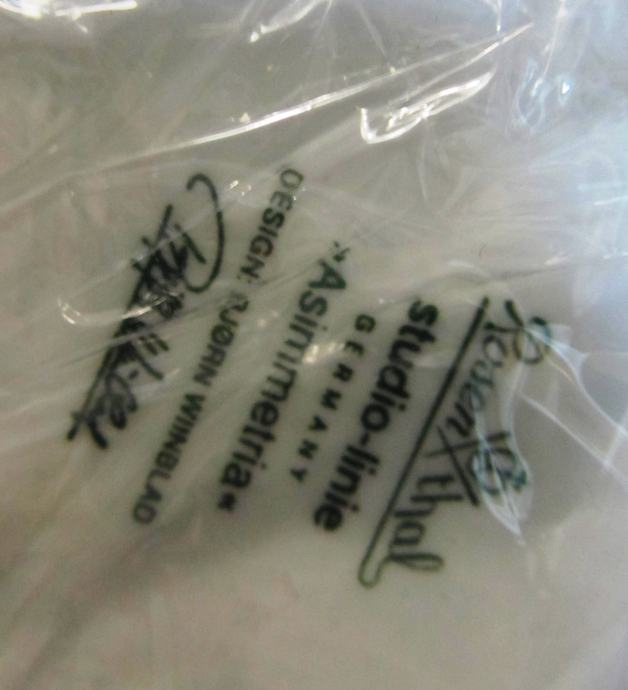 Rosenthal
studio-linie
GERMANY
»Asimmetria«
DESIGN: BJØRN WIINBLAD